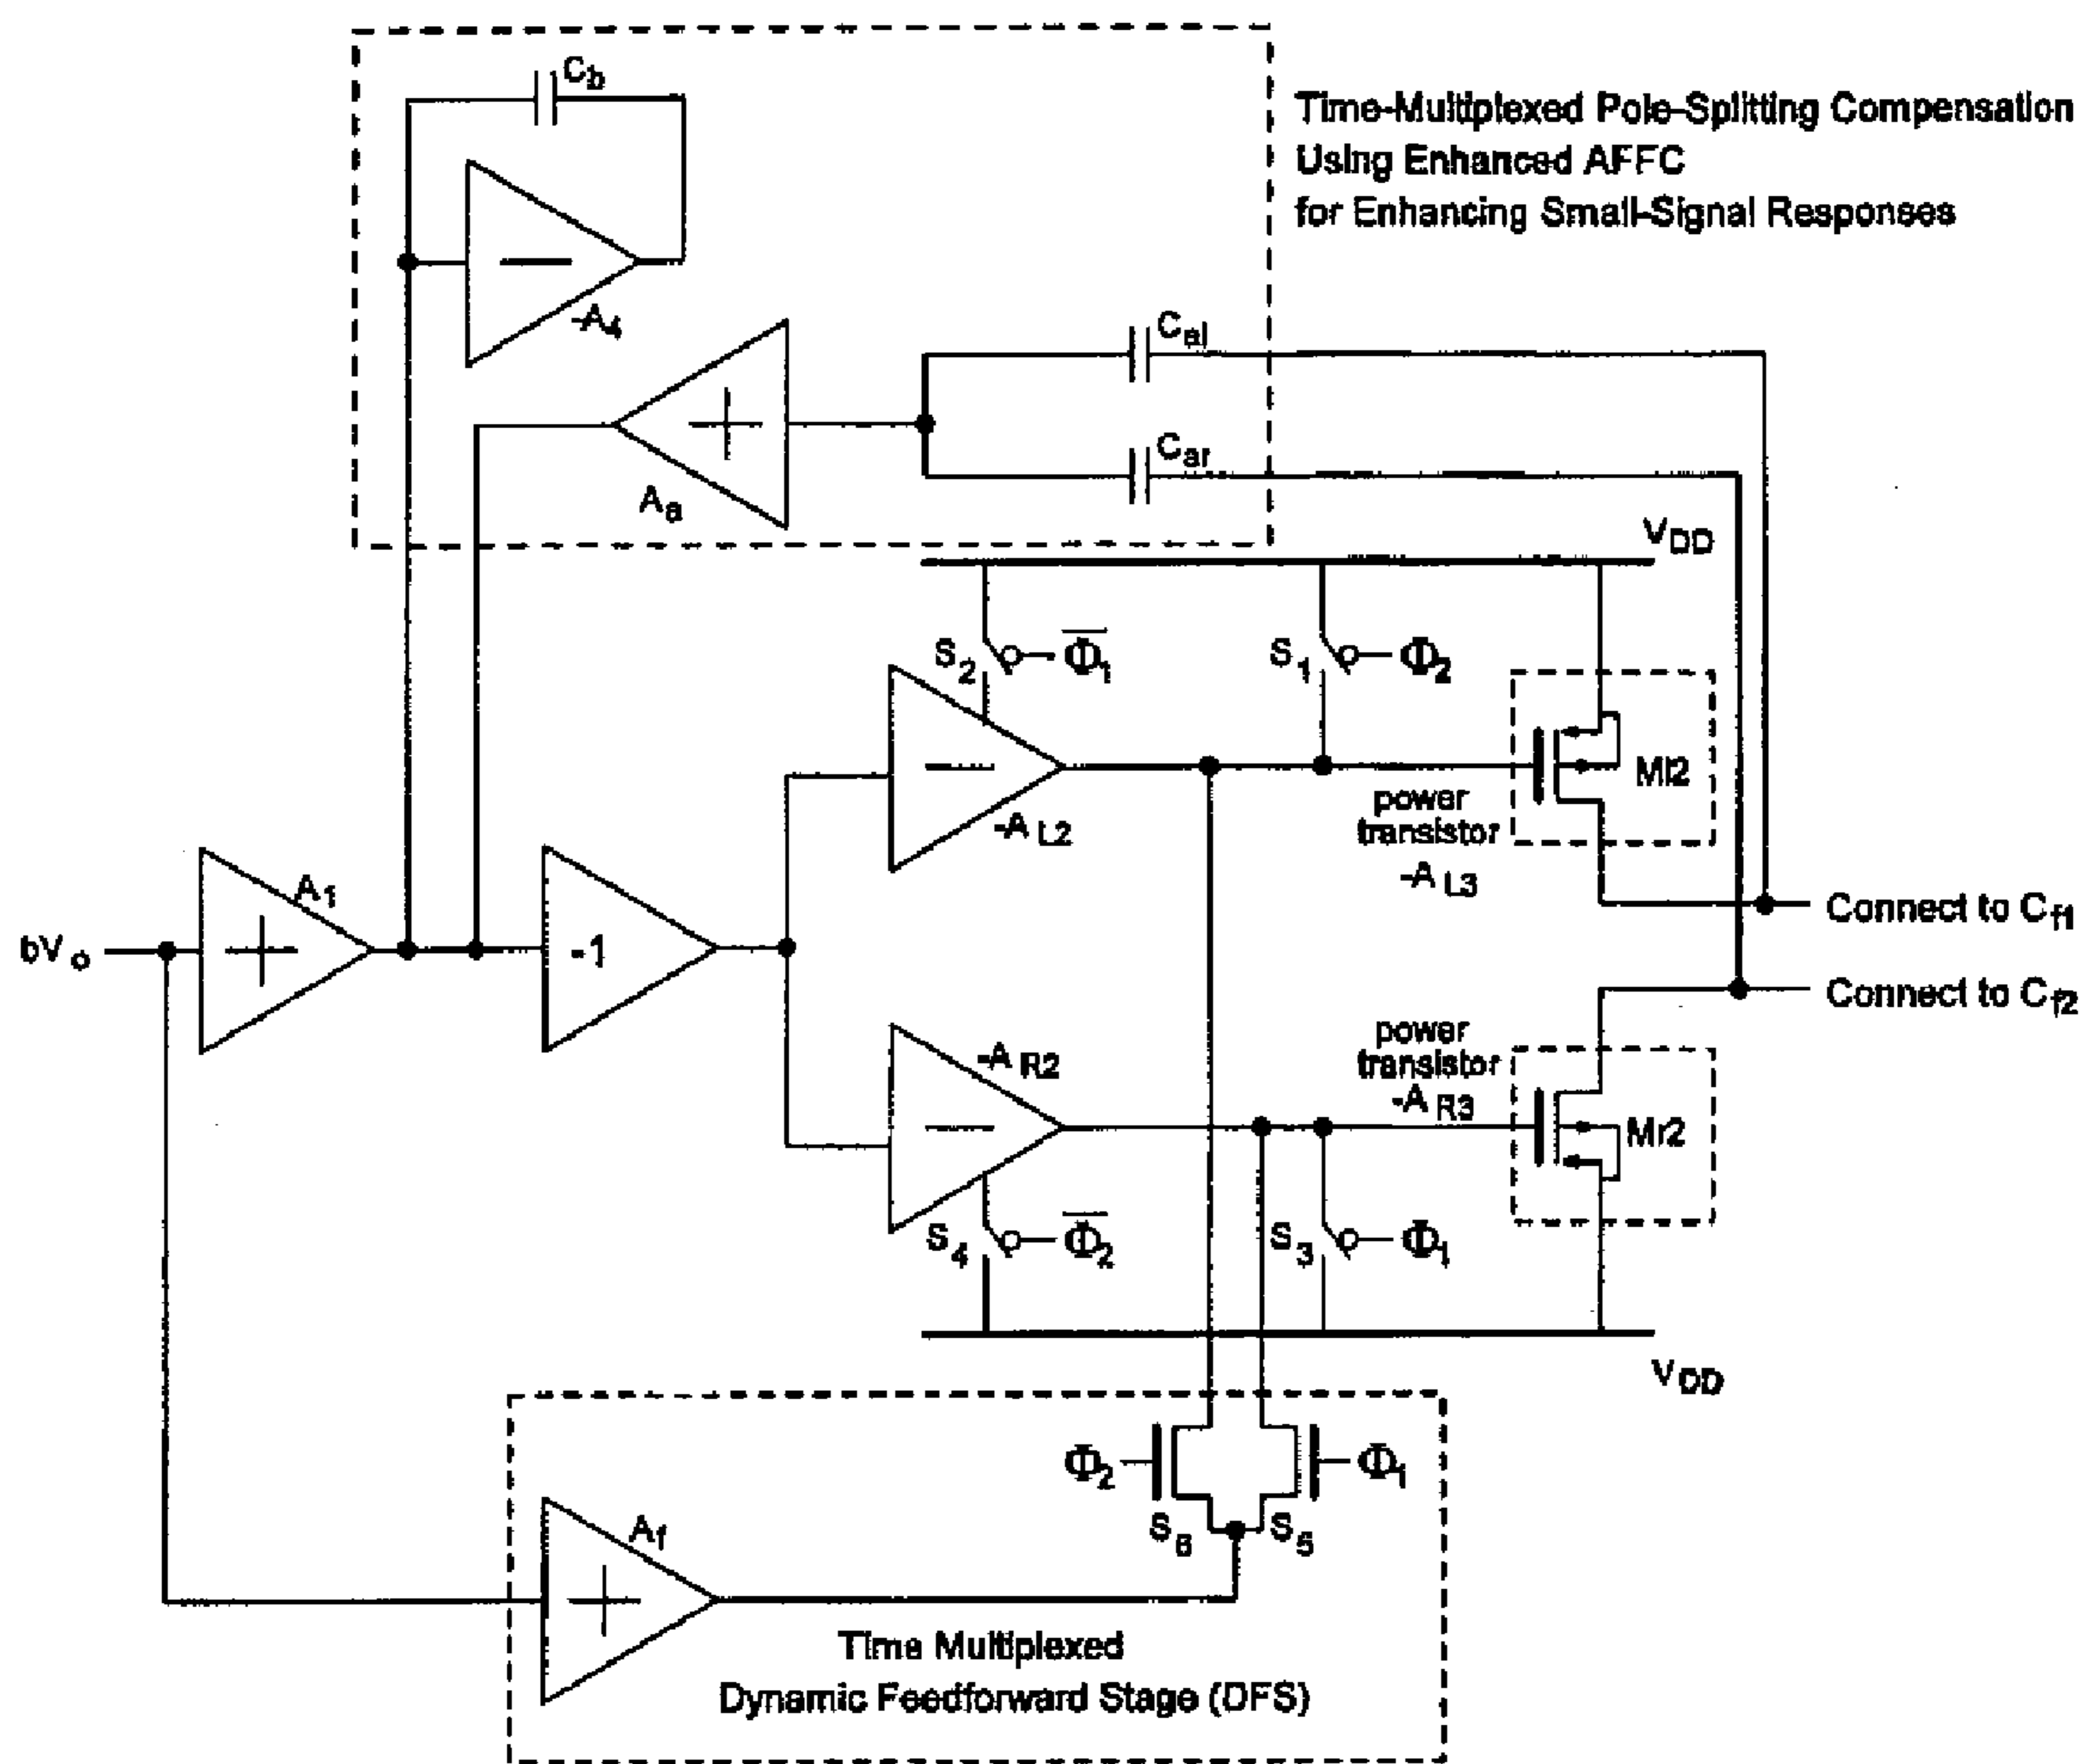 Cb
Time-Multiplexed Pole-Splitting Compensation
Using Enhanced AFFC
for Enhancing Small-Signal Responses
-A4
Cal
Car
Aa
VDD
S2
Φ̅1
S1
Φ2
Ml2
power
transistor
-AL3
-AL2
A1
bVo
-1
Connect to Cf1
Connect to Cf2
power
transistor
-AR3
-AR2
Mr2
S4
Φ̅2
S3
Φ1
VDD
Φ2
Φ1
S6
S5
Af
Time Multiplexed
Dynamic Feedforward Stage (DFS)